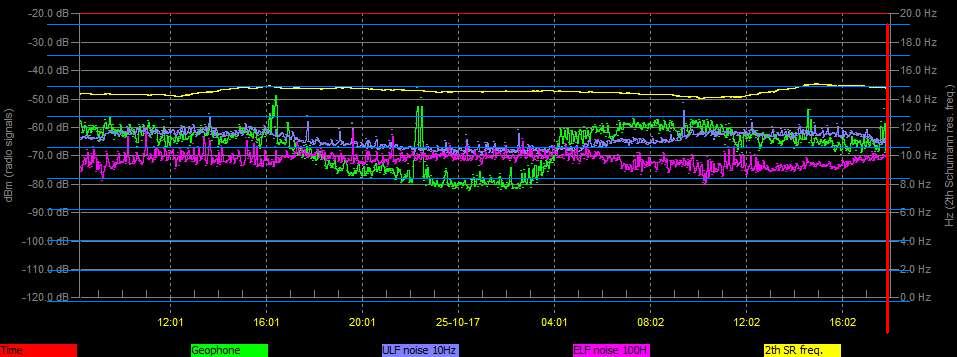 -20.0 dB 20.0 Hz
-30.0 dB 18.0 Hz
-40.0 dB 16.0 Hz
-50.0 dB 14.0 Hz
-60.0 dB 12.0 Hz
-70.0 dB 10.0 Hz
-80.0 dB 8.0 Hz
-90.0 dB 6.0 Hz
-100.0 dB 4.0 Hz
-110.0 dB 2.0 Hz
-120.0 dB 0.0 Hz
dBm (radio signals)
Hz (2th Schumann res. freq.)
12:01 16:01 20:01 25-10-17 04:01 08:02 12:02 16:02
Time Geophone ULF noise 10Hz ELF noise 100H 2th SR freq.